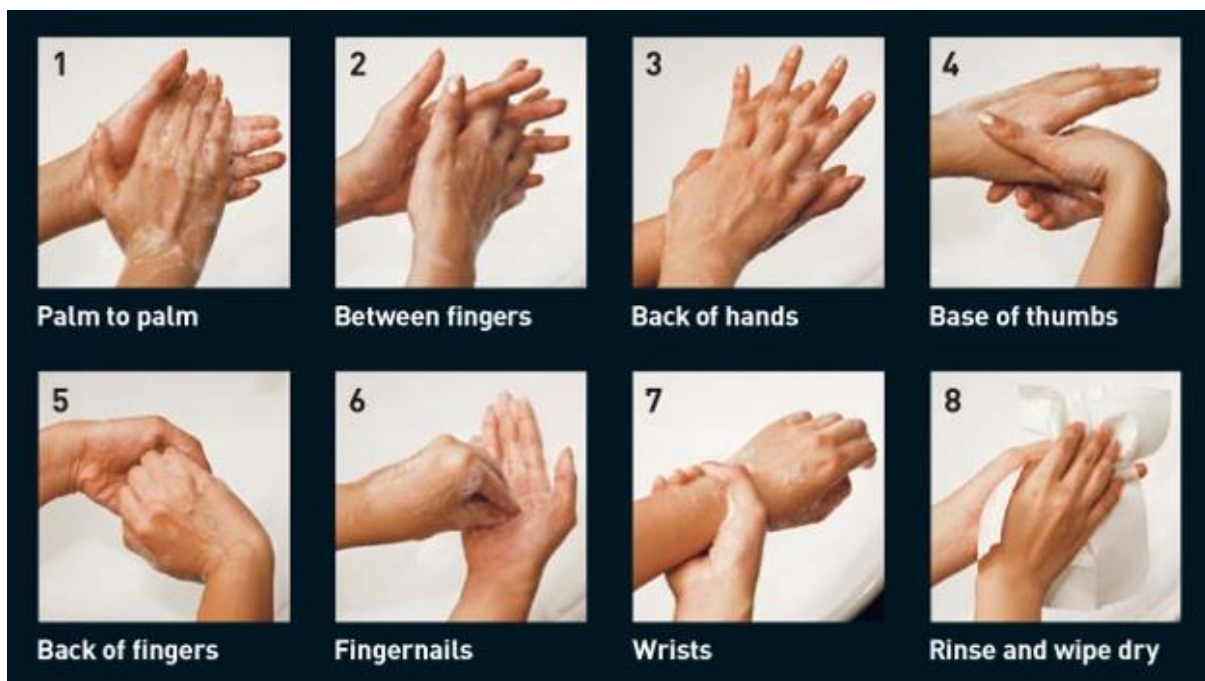 1
2
3
4
Palm to palm
Between fingers
Back of hands
Base of thumbs
5
6
7
8
Back of fingers
Fingernails
Wrists
Rinse and wipe dry